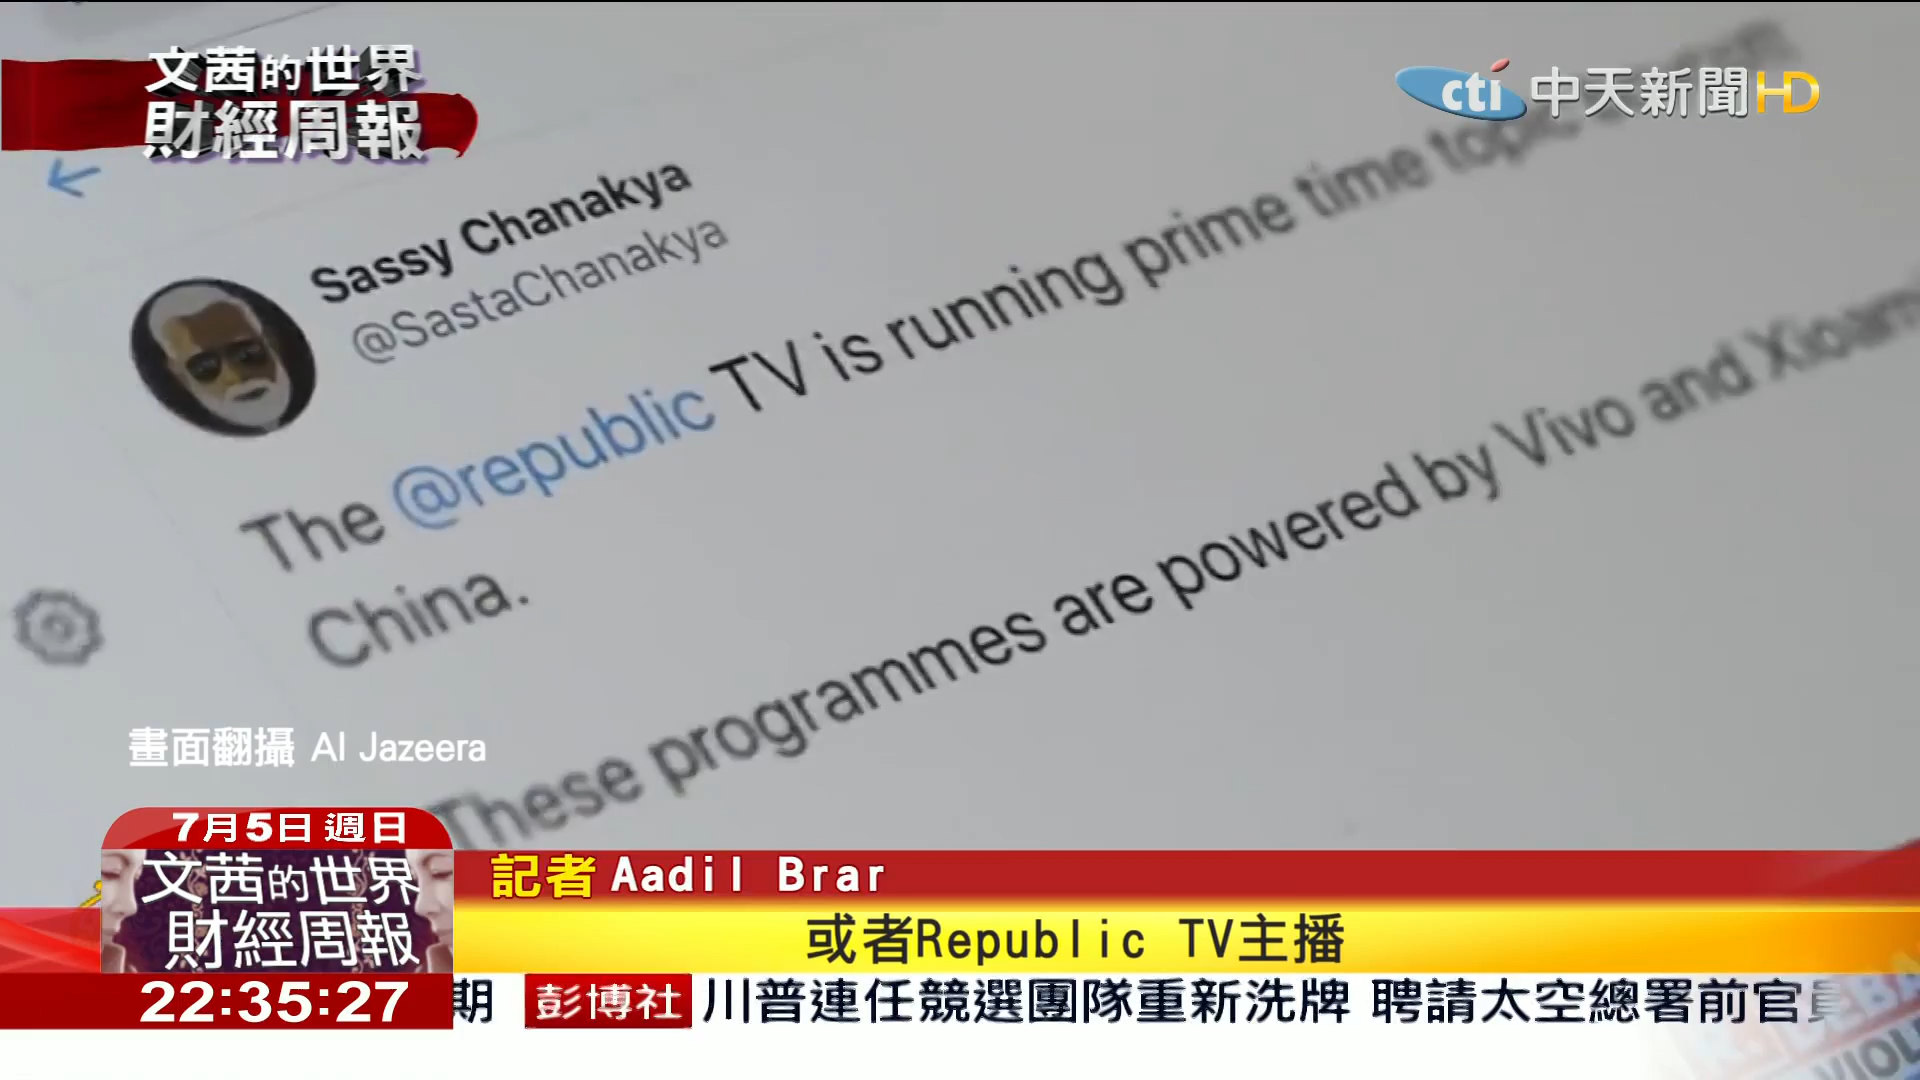 文茜的世界
財經周報
cti 中天新聞HD
Sassy Chanakya
@SastaChanakya
The @republic TV is running prime time topic
China.
These programmes are powered by Vivo and Xioami
畫面翻攝 Al Jazeera
7月5日 週日
文茜的世界
財經周報
記者 Aadil Brar
或者Republic TV主播
22:35:27
期 彭博社 川普連任競選團隊重新洗牌 聘請太空總署前官員